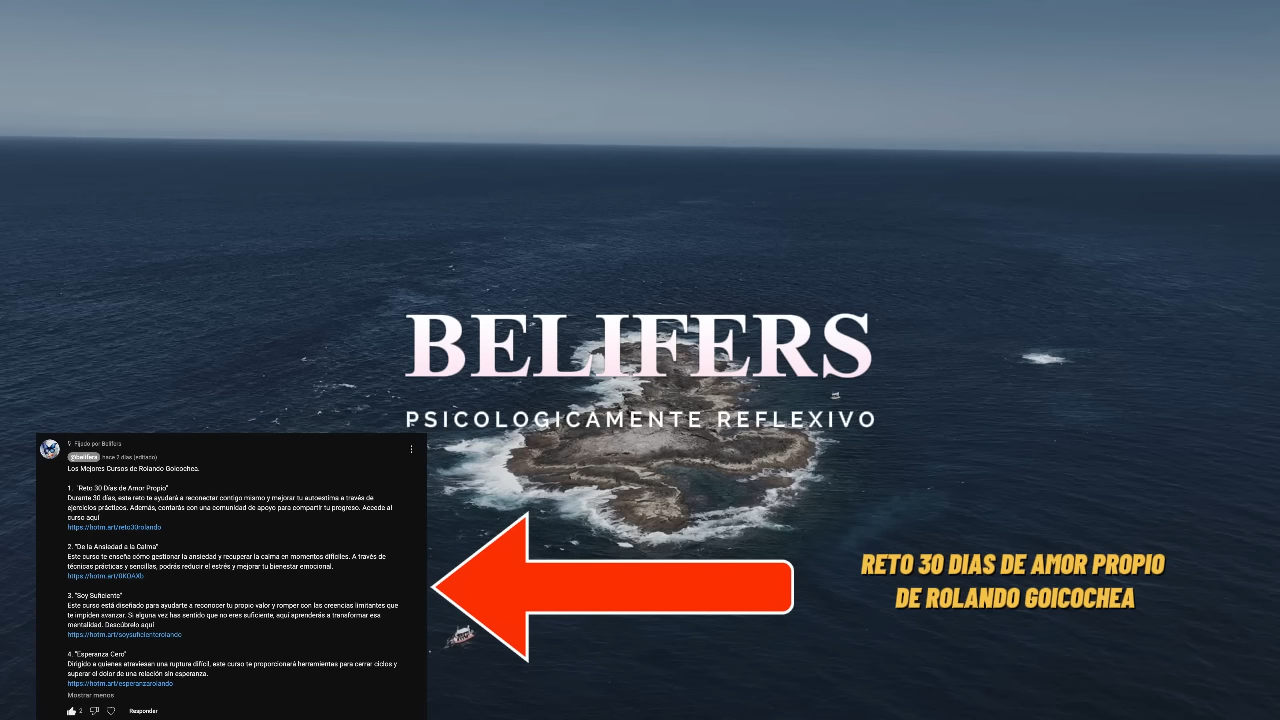 BELIFERS
PSICOLOGICAMENTE REFLEXIVO
Fijado por Belifers
@belifers hace 2 días (editado)
Los Mejores Cursos de Rolando Goicochea.
1. "Reto 30 Días de Amor Propio"
Durante 30 días, este reto te ayudará a reconectar contigo mismo y mejorar tu autoestima a través de
ejercicios prácticos. Además, contarás con una comunidad de apoyo para compartir tu progreso. Accede al
curso aquí
https://hotm.art/reto30rolando
2. "De la Ansiedad a la Calma"
Este curso te enseña cómo gestionar la ansiedad y recuperar la calma en momentos difíciles. A través de
técnicas prácticas y sencillas, podrás reducir el estrés y mejorar tu bienestar emocional.
https://hotm.art/0KOAXb
3. "Soy Suficiente"
Este curso está diseñado para ayudarte a reconocer tu propio valor y romper con las creencias limitantes que
te impiden avanzar. Si alguna vez has sentido que no eres suficiente, aquí aprenderás a transformar esa
mentalidad. Descúbrelo aquí
https://hotm.art/soysuficienterolando
4. "Esperanza Cero"
Dirigido a quienes atraviesan una ruptura difícil, este curso te proporcionará herramientas para cerrar ciclos y
superar el dolor de una relación sin esperanza.
https://hotm.art/esperanzarolando
Mostrar menos
2 Responder
RETO 30 DIAS DE AMOR PROPIO
DE ROLANDO GOICOCHEA